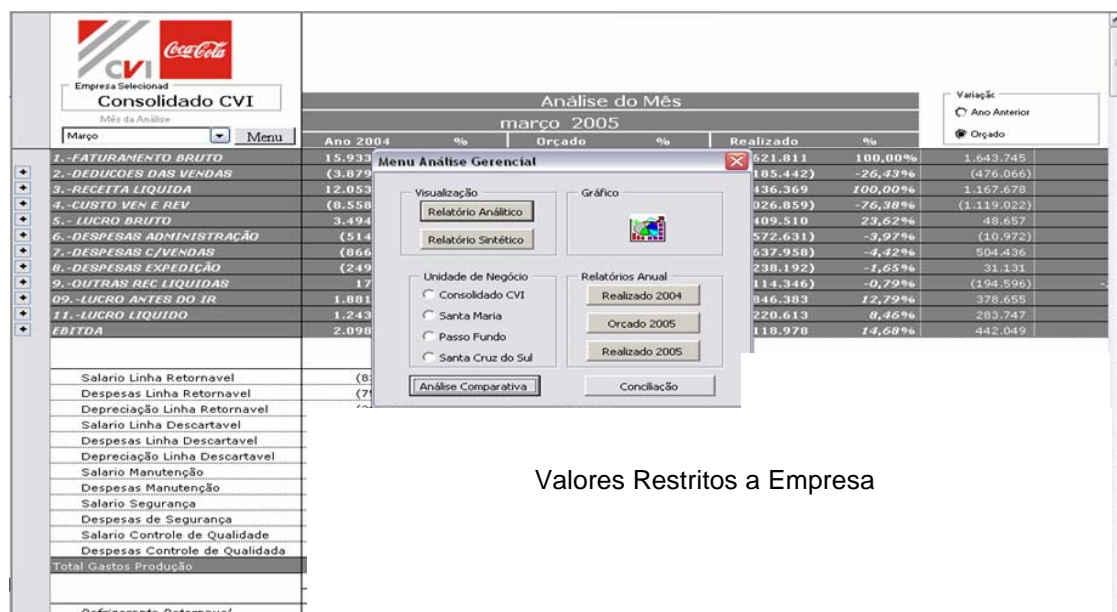 CVI
Coca-Cola
Empresa Selecionad
Consolidado CVI
Mês da Análise
Março Menu
Análise do Mês
março 2005
Ano 2004 % Orçado % Realizado %
Variação
Ano Anterior
Orçado
1.-FATURAMENTO BRUTO 15.933 621.811 100,00% 1.643.745
2.-DEDUCOES DAS VENDAS (3.879 185.442) -26,43% (476.066)
3.-RECEITA LIQUIDA 12.053 436.369 100,00% 1.167.678
4.-CUSTO VEN E REV (8.558 026.859) -76,38% (1.119.022)
5.- LUCRO BRUTO 3.494 409.510 23,62% 48.657
6.-DESPESAS ADMINISTRAÇÃO (514 572.631) -3,97% (10.972)
7.-DESPESAS C/VENDAS (866 637.958) -4,42% 504.436
8.-DESPESAS EXPEDIÇÃO (249 238.192) -1,65% 31.131
9.-OUTRAS REC LIQUIDAS 17 114.346) -0,79% (194.596)
09.-LUCRO ANTES DO IR 1.881 846.383 12,79% 378.655
11.-LUCRO LIQUIDO 1.243 220.613 8,46% 283.747
EBITDA 2.098 118.978 14,68% 442.049
Menu Análise Gerencial
Visualização
Relatório Análitico
Relatório Sintético
Gráfico
Unidade de Negócio
Consolidado CVI
Santa Maria
Passo Fundo
Santa Cruz do Sul
Relatórios Anual
Realizado 2004
Orçado 2005
Realizado 2005
Análise Comparativa
Conciliação
Salario Linha Retornavel
Despesas Linha Retornavel
Depreciação Linha Retornavel
Salario Linha Descartavel
Despesas Linha Descartavel
Depreciação Linha Descartavel
Salario Manutenção
Despesas Manutenção
Salario Segurança
Despesas de Segurança
Salario Controle de Qualidade
Despesas Controle de Qualidada
Total Gastos Produção
Valores Restritos a Empresa